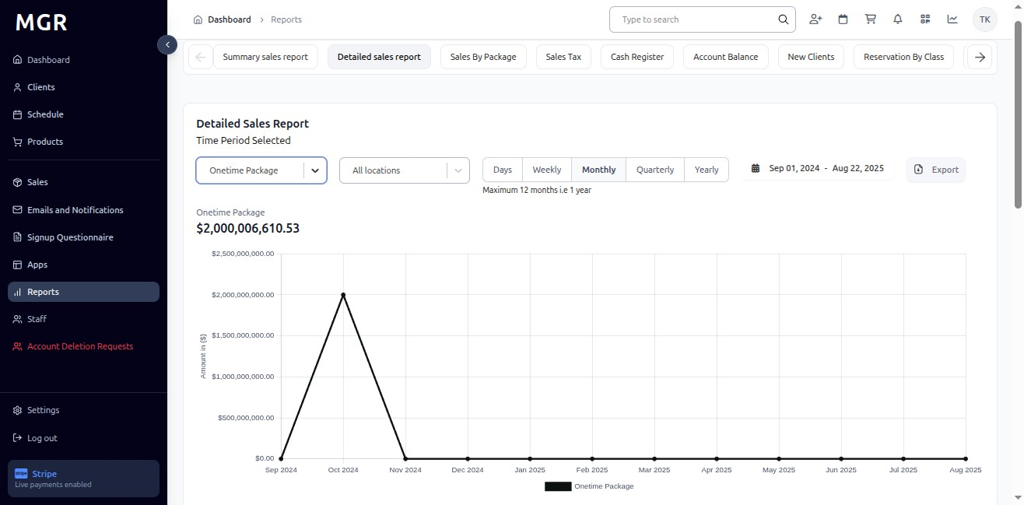 MGR
Dashboard
Clients
Schedule
Products
Sales
Emails and Notifications
Signup Questionnaire
Apps
Reports
Staff
Account Deletion Requests
Settings
Log out
Stripe
Live payments enabled
Dashboard > Reports
Type to search
TK
Summary sales report
Detailed sales report
Sales By Package
Sales Tax
Cash Register
Account Balance
New Clients
Reservation By Class
Detailed Sales Report
Time Period Selected
Onetime Package
All locations
Days
Weekly
Monthly
Quarterly
Yearly
Sep 01, 2024 - Aug 22, 2025
Export
Maximum 12 months i.e 1 year
Onetime Package
$2,000,006,610.53
Amount in ($)
$2,500,000,000.00
$2,000,000,000.00
$1,500,000,000.00
$1,000,000,000.00
$500,000,000.00
$0.00
Sep 2024 Oct 2024 Nov 2024 Dec 2024 Jan 2025 Feb 2025 Mar 2025 Apr 2025 May 2025 Jun 2025 Jul 2025 Aug 2025
Onetime Package